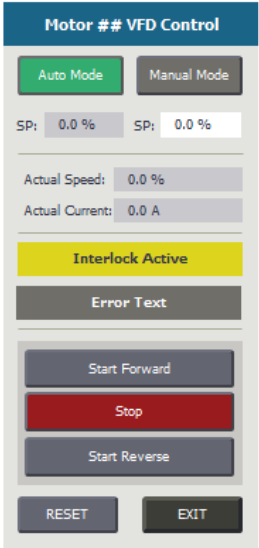 Motor ## VFD Control
Auto Mode Manual Mode
SP: 0.0 % SP: 0.0 %
Actual Speed: 0.0 %
Actual Current: 0.0 A
Interlock Active
Error Text
Start Forward
Stop
Start Reverse
RESET EXIT